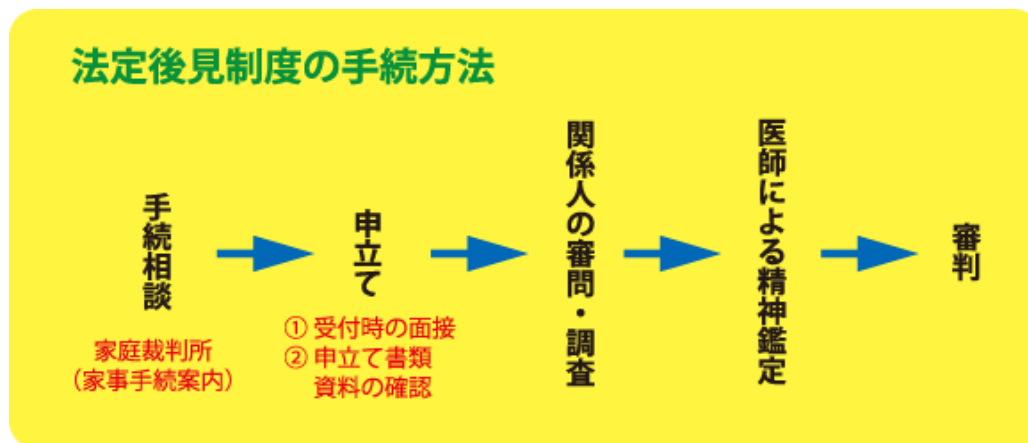 法定後見制度の手続方法
手続相談
家庭裁判所
（家事手続案内）
申立て
① 受付時の面接
② 申立て書類
資料の確認
関係人の審問・調査
医師による精神鑑定
審判